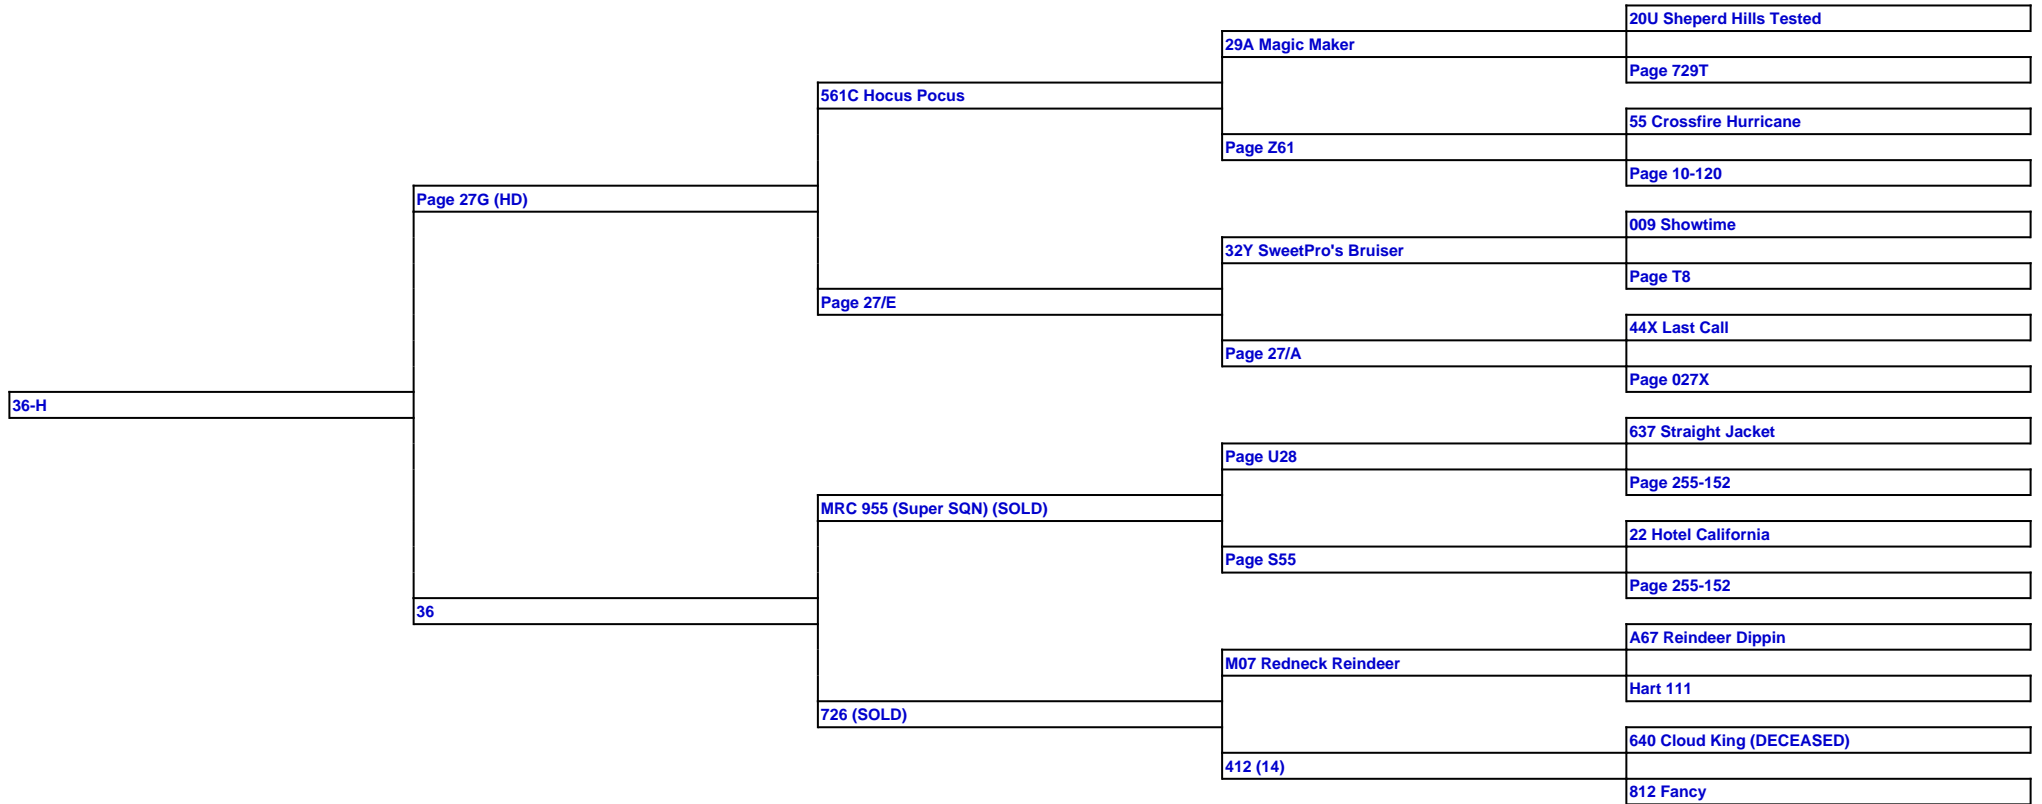 20U Sheperd Hills Tested
29A Magic Maker
Page 729T
561C Hocus Pocus
55 Crossfire Hurricane
Page Z61
Page 10-120
Page 27G (HD)
009 Showtime
32Y SweetPro's Bruiser
Page T8
Page 27/E
44X Last Call
Page 27/A
Page 027X
36-H
637 Straight Jacket
Page U28
Page 255-152
MRC 955 (Super SQN) (SOLD)
22 Hotel California
Page S55
Page 255-152
36
A67 Reindeer Dippin
M07 Redneck Reindeer
Hart 111
726 (SOLD)
640 Cloud King (DECEASED)
412 (14)
812 Fancy